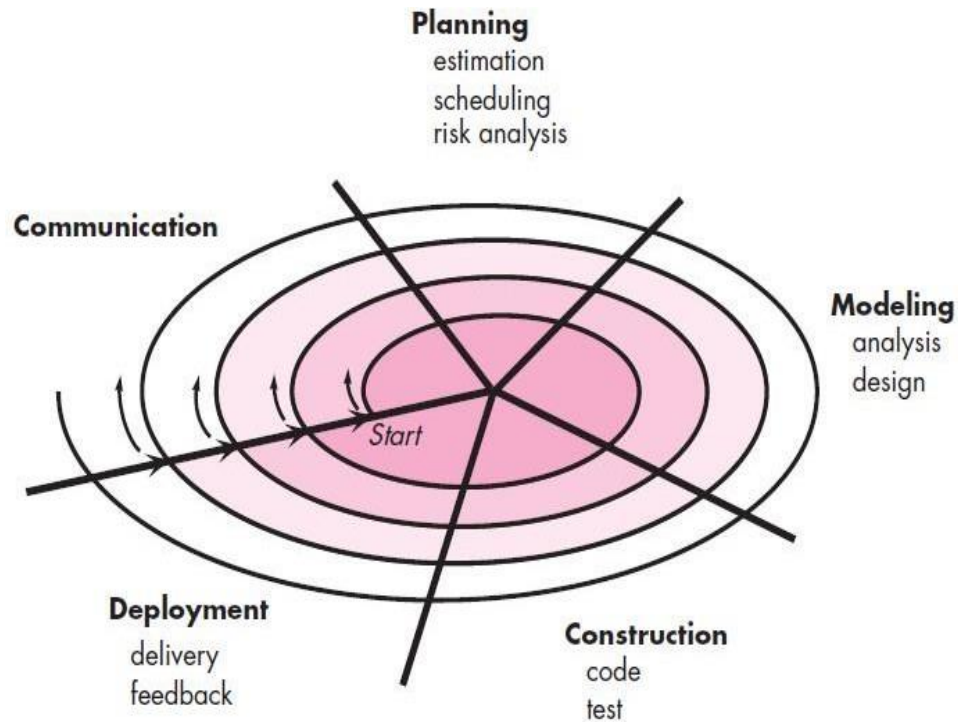 Planning
estimation
scheduling
risk analysis
Communication
Modeling
analysis
design
Start
Deployment
delivery
feedback
Construction
code
test